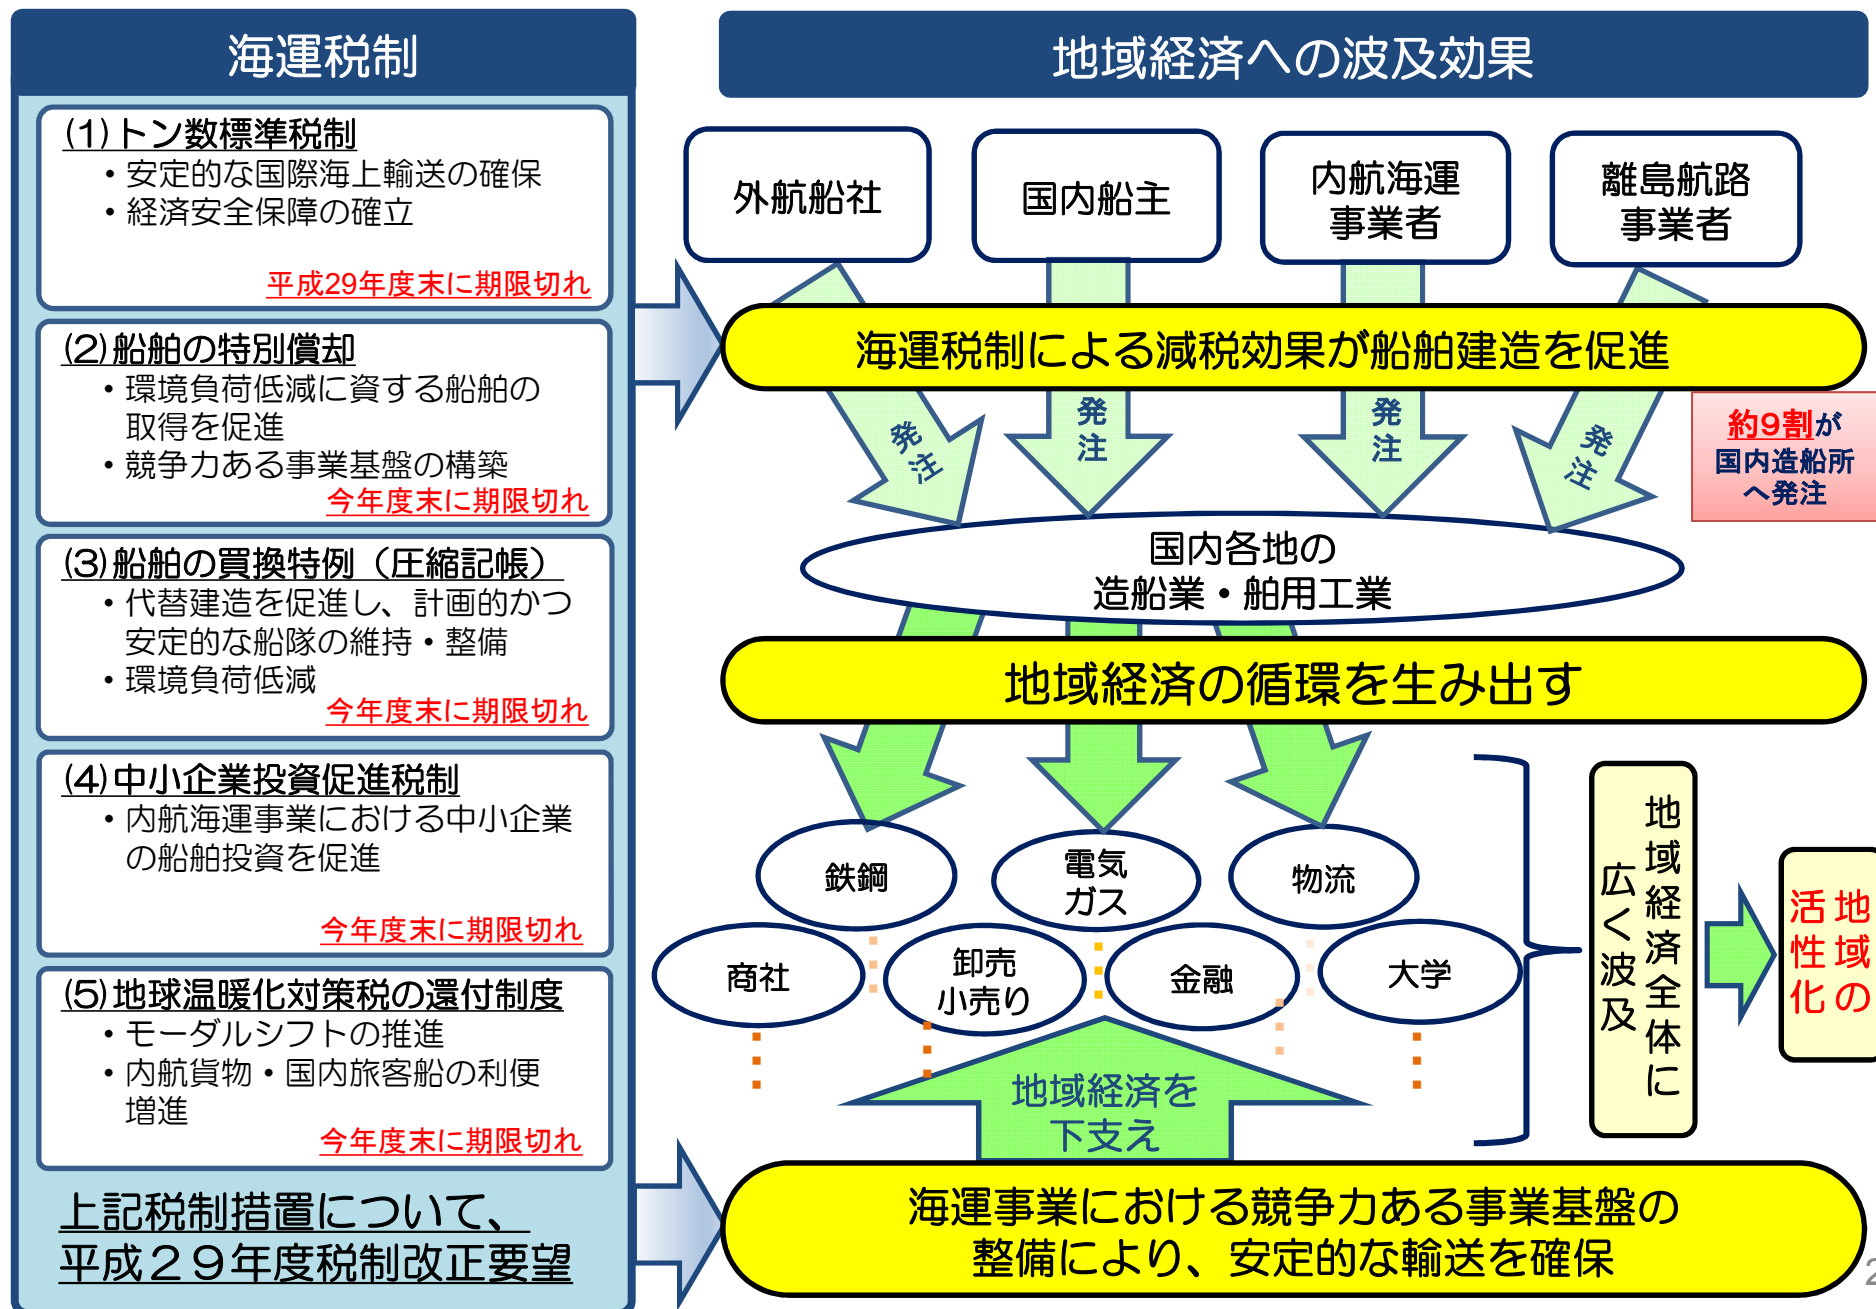 海運税制
(1)トン数標準税制
・安定的な国際海上輸送の確保
・経済安全保障の確立
平成29年度末に期限切れ
(2)船舶の特別償却
・環境負荷低減に資する船舶の
取得を促進
・競争力ある事業基盤の構築
今年度末に期限切れ
(3)船舶の買換特例（圧縮記帳）
・代替建造を促進し、計画的かつ
安定的な船隊の維持・整備
・環境負荷低減
今年度末に期限切れ
(4)中小企業投資促進税制
・内航海運事業における中小企業
の船舶投資を促進
今年度末に期限切れ
(5)地球温暖化対策税の還付制度
・モーダルシフトの推進
・内航貨物・国内旅客船の利便
増進
今年度末に期限切れ
上記税制措置について、
平成２９年度税制改正要望
地域経済への波及効果
外航船社
国内船主
内航海運
事業者
離島航路
事業者
海運税制による減税効果が船舶建造を促進
発注
発注
発注
発注
約9割が
国内造船所
へ発注
国内各地の
造船業・舶用工業
地域経済の循環を生み出す
鉄鋼
電気
ガス
物流
商社
卸売
小売り
金融
大学
地域経済全体に
広く波及
地域の
活性化
地域経済を
下支え
海運事業における競争力ある事業基盤の
整備により、安定的な輸送を確保
2